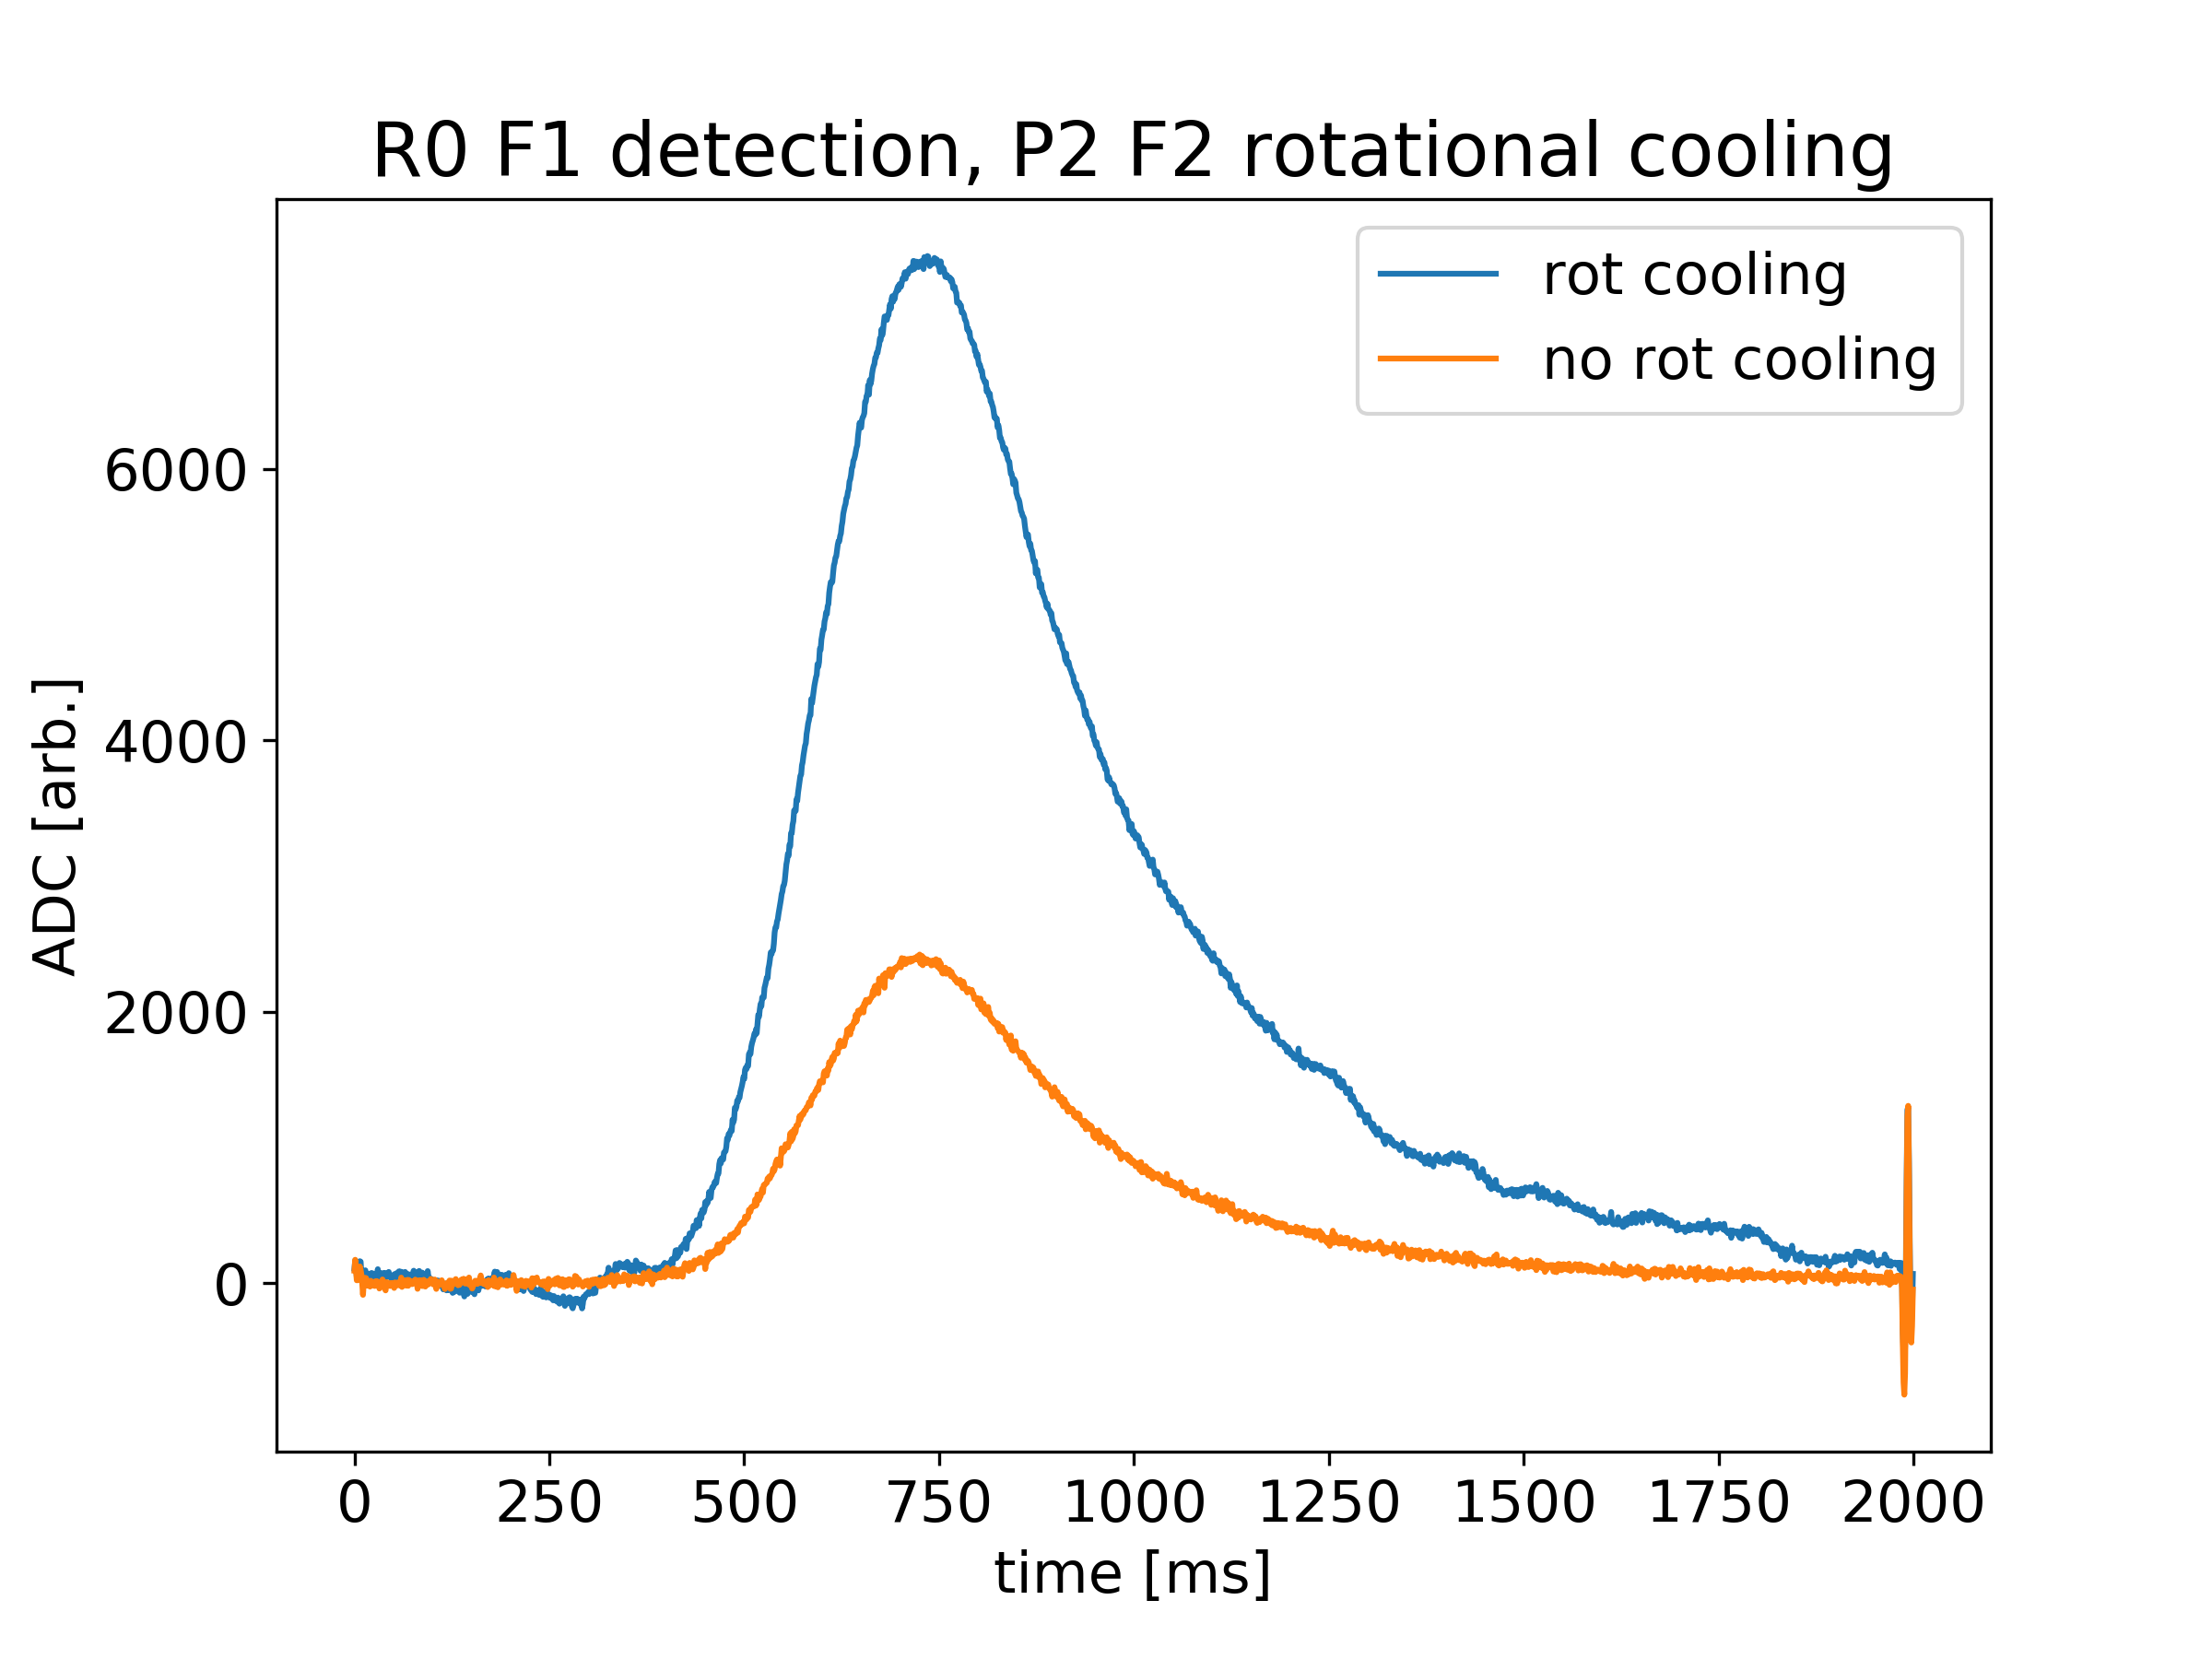 R0 F1 detection, P2 F2 rotational cooling
rot cooling
no rot cooling
6000
4000
2000
0
ADC [arb.]
0 250 500 750 1000 1250 1500 1750 2000
time [ms]